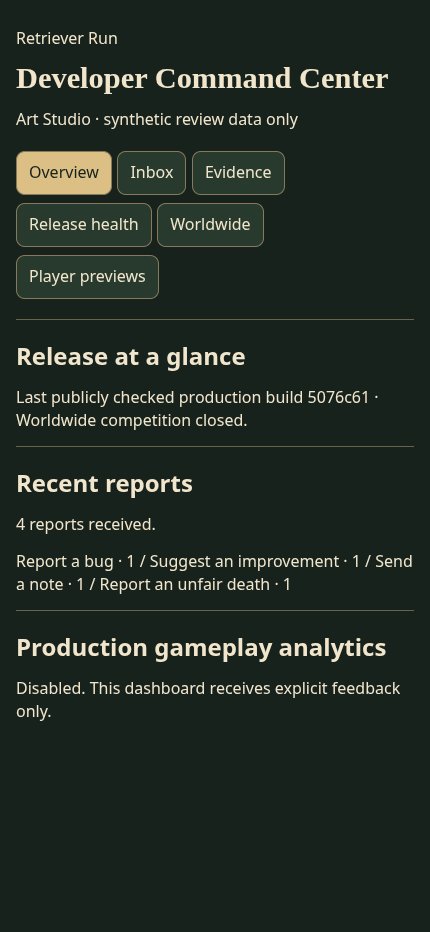 Retriever Run
Developer Command Center
Art Studio · synthetic review data only
Overview
Inbox
Evidence
Release health
Worldwide
Player previews
Release at a glance
Last publicly checked production build 5076c61 ·
Worldwide competition closed.
Recent reports
4 reports received.
Report a bug · 1 / Suggest an improvement · 1 / Send
a note · 1 / Report an unfair death · 1
Production gameplay analytics
Disabled. This dashboard receives explicit feedback
only.